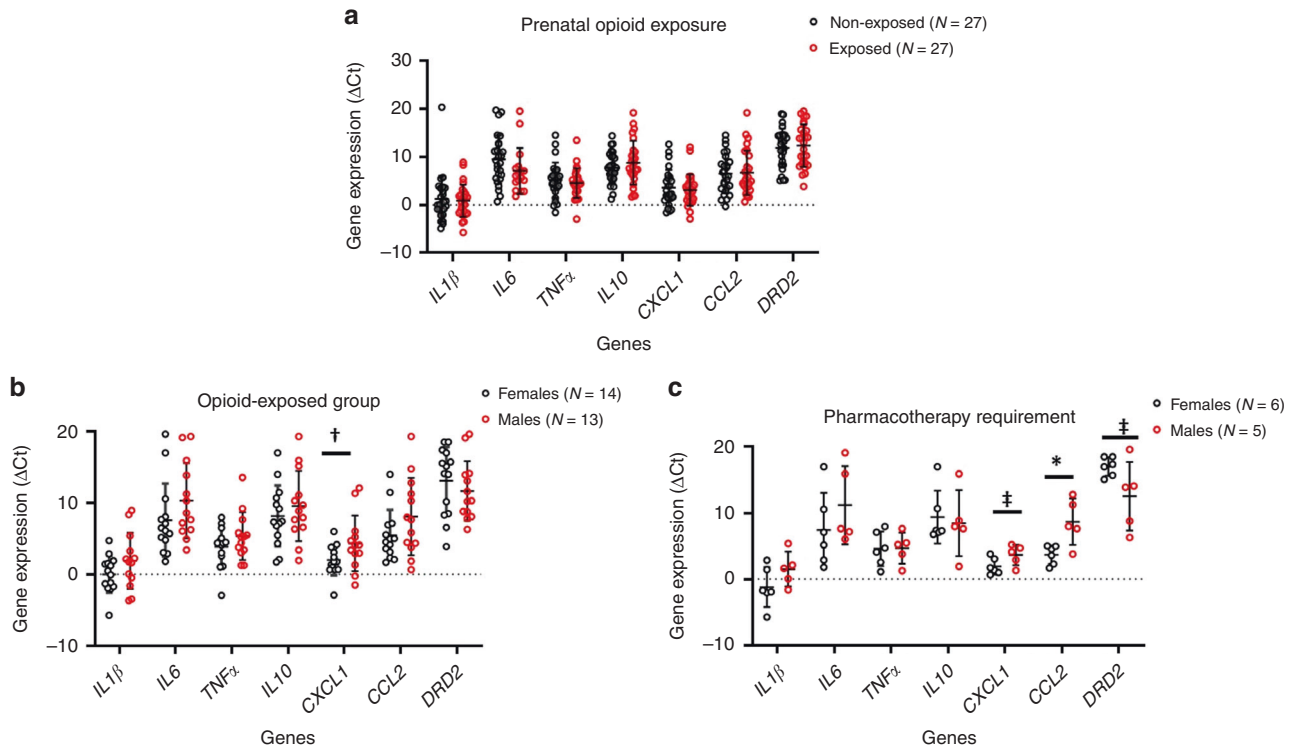 a
Prenatal opioid exposure
Non-exposed (N = 27)
Exposed (N = 27)
30
20
10
0
−10
Gene expression (ΔCt)
IL1β
IL6
TNFα
IL10
CXCL1
CCL2
DRD2
Genes
b
Opioid-exposed group
Females (N = 14)
Males (N = 13)
20
10
0
−10
Gene expression (ΔCt)
†
IL1β
IL6
TNFα
IL10
CXCL1
CCL2
DRD2
Genes
c
Pharmacotherapy requirement
Females (N = 6)
Males (N = 5)
20
10
0
−10
Gene expression (ΔCt)
‡
*
‡
IL1β
IL6
TNFα
IL10
CXCL1
CCL2
DRD2
Genes